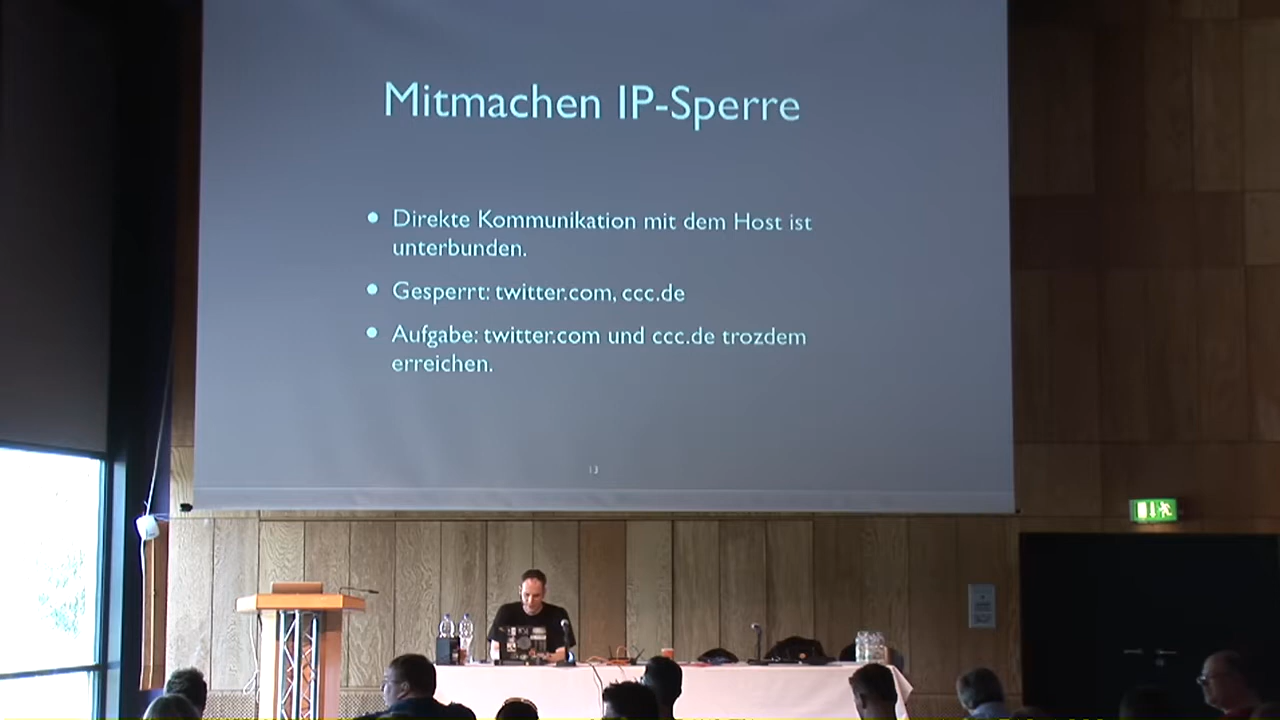 Mitmachen IP-Sperre
• Direkte Kommunikation mit dem Host ist
unterbunden.
• Gesperrt: twitter.com, ccc.de
• Aufgabe: twitter.com und ccc.de trozdem
erreichen.
13